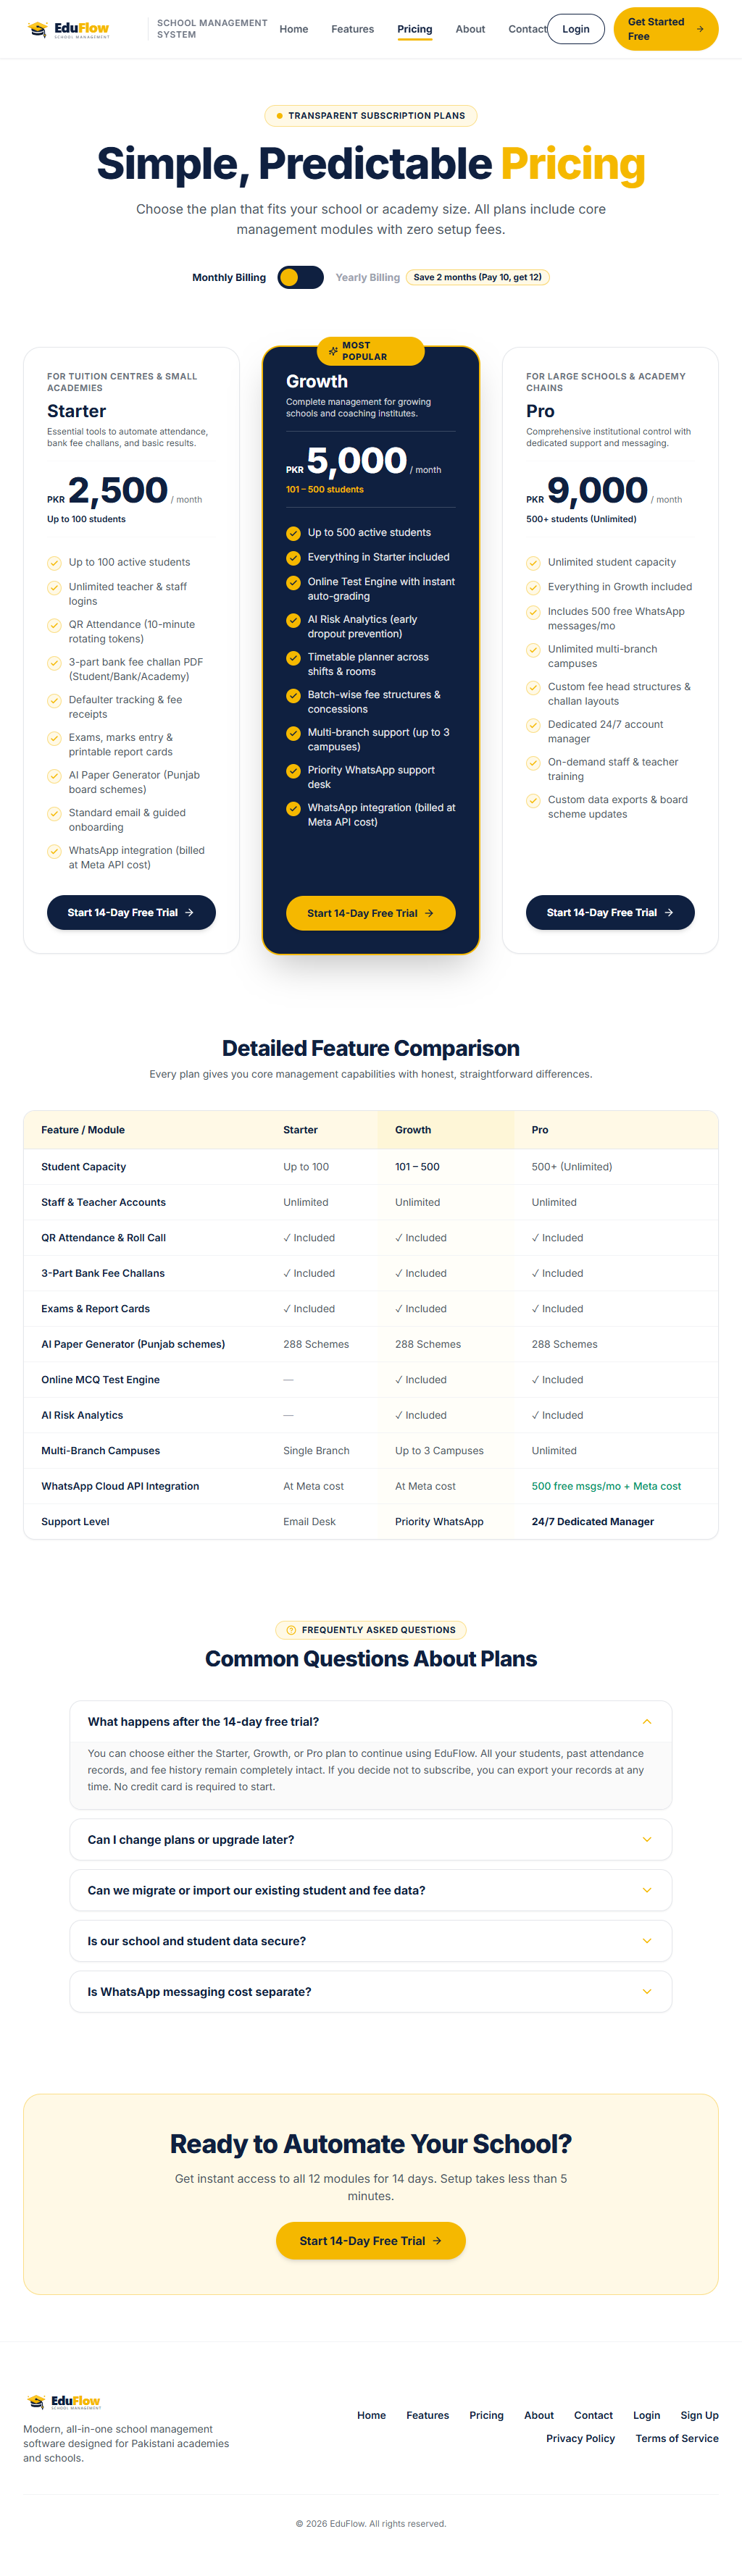 EduFlow
SCHOOL MANAGEMENT
SCHOOL MANAGEMENT
SYSTEM
Home
Features
Pricing
About
Contact
Login
Get Started
Free
TRANSPARENT SUBSCRIPTION PLANS
Simple, Predictable Pricing
Choose the plan that fits your school or academy size. All plans include core
management modules with zero setup fees.
Monthly Billing
Yearly Billing
Save 2 months (Pay 10, get 12)
FOR TUITION CENTRES & SMALL
ACADEMIES
Starter
Essential tools to automate attendance,
bank fee challans, and basic results.
PKR 2,500 / month
Up to 100 students
Up to 100 active students
Unlimited teacher & staff
logins
QR Attendance (10-minute
rotating tokens)
3-part bank fee challan PDF
(Student/Bank/Academy)
Defaulter tracking & fee
receipts
Exams, marks entry &
printable report cards
AI Paper Generator (Punjab
board schemes)
Standard email & guided
onboarding
WhatsApp integration (billed
at Meta API cost)
Start 14-Day Free Trial
MOST
POPULAR
Growth
Complete management for growing
schools and coaching institutes.
PKR 5,000 / month
101 – 500 students
Up to 500 active students
Everything in Starter included
Online Test Engine with instant
auto-grading
AI Risk Analytics (early
dropout prevention)
Timetable planner across
shifts & rooms
Batch-wise fee structures &
concessions
Multi-branch support (up to 3
campuses)
Priority WhatsApp support
desk
WhatsApp integration (billed at
Meta API cost)
Start 14-Day Free Trial
FOR LARGE SCHOOLS & ACADEMY
CHAINS
Pro
Comprehensive institutional control with
dedicated support and messaging.
PKR 9,000 / month
500+ students (Unlimited)
Unlimited student capacity
Everything in Growth included
Includes 500 free WhatsApp
messages/mo
Unlimited multi-branch
campuses
Custom fee head structures &
challan layouts
Dedicated 24/7 account
manager
On-demand staff & teacher
training
Custom data exports & board
scheme updates
Start 14-Day Free Trial
Detailed Feature Comparison
Every plan gives you core management capabilities with honest, straightforward differences.
Feature / Module Starter Growth Pro
Student Capacity Up to 100 101 – 500 500+ (Unlimited)
Staff & Teacher Accounts Unlimited Unlimited Unlimited
QR Attendance & Roll Call ✓ Included ✓ Included ✓ Included
3-Part Bank Fee Challans ✓ Included ✓ Included ✓ Included
Exams & Report Cards ✓ Included ✓ Included ✓ Included
AI Paper Generator (Punjab schemes) 288 Schemes 288 Schemes 288 Schemes
Online MCQ Test Engine — ✓ Included ✓ Included
AI Risk Analytics — ✓ Included ✓ Included
Multi-Branch Campuses Single Branch Up to 3 Campuses Unlimited
WhatsApp Cloud API Integration At Meta cost At Meta cost 500 free msgs/mo + Meta cost
Support Level Email Desk Priority WhatsApp 24/7 Dedicated Manager
FREQUENTLY ASKED QUESTIONS
Common Questions About Plans
What happens after the 14-day free trial?
You can choose either the Starter, Growth, or Pro plan to continue using EduFlow. All your students, past attendance
records, and fee history remain completely intact. If you decide not to subscribe, you can export your records at any
time. No credit card is required to start.
Can I change plans or upgrade later?
Can we migrate or import our existing student and fee data?
Is our school and student data secure?
Is WhatsApp messaging cost separate?
Ready to Automate Your School?
Get instant access to all 12 modules for 14 days. Setup takes less than 5
minutes.
Start 14-Day Free Trial
EduFlow
SCHOOL MANAGEMENT
Modern, all-in-one school management
software designed for Pakistani academies
and schools.
Home
Features
Pricing
About
Contact
Login
Sign Up
Privacy Policy
Terms of Service
© 2026 EduFlow. All rights reserved.